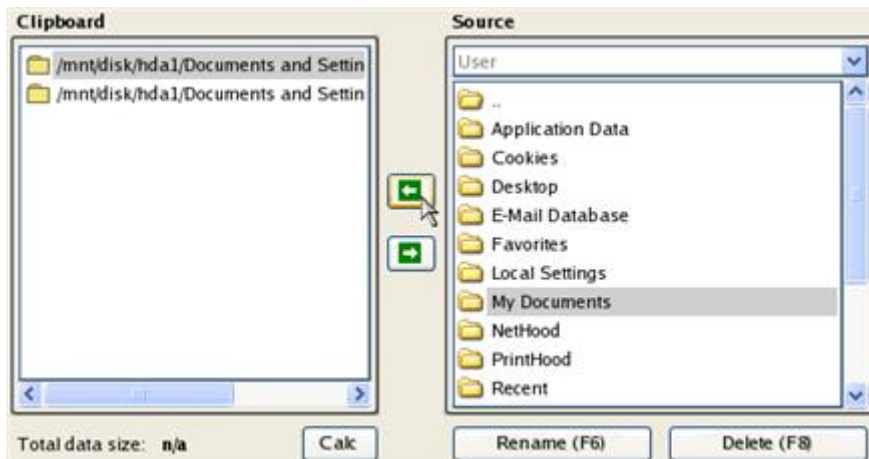 Clipboard
/mnt/disk/hda1/Documents and Settin
/mnt/disk/hda1/Documents and Settin
Total data size: n/a
Calc
Source
User
..
Application Data
Cookies
Desktop
E-Mail Database
Favorites
Local Settings
My Documents
NetHood
PrintHood
Recent
Rename (F6)
Delete (F8)